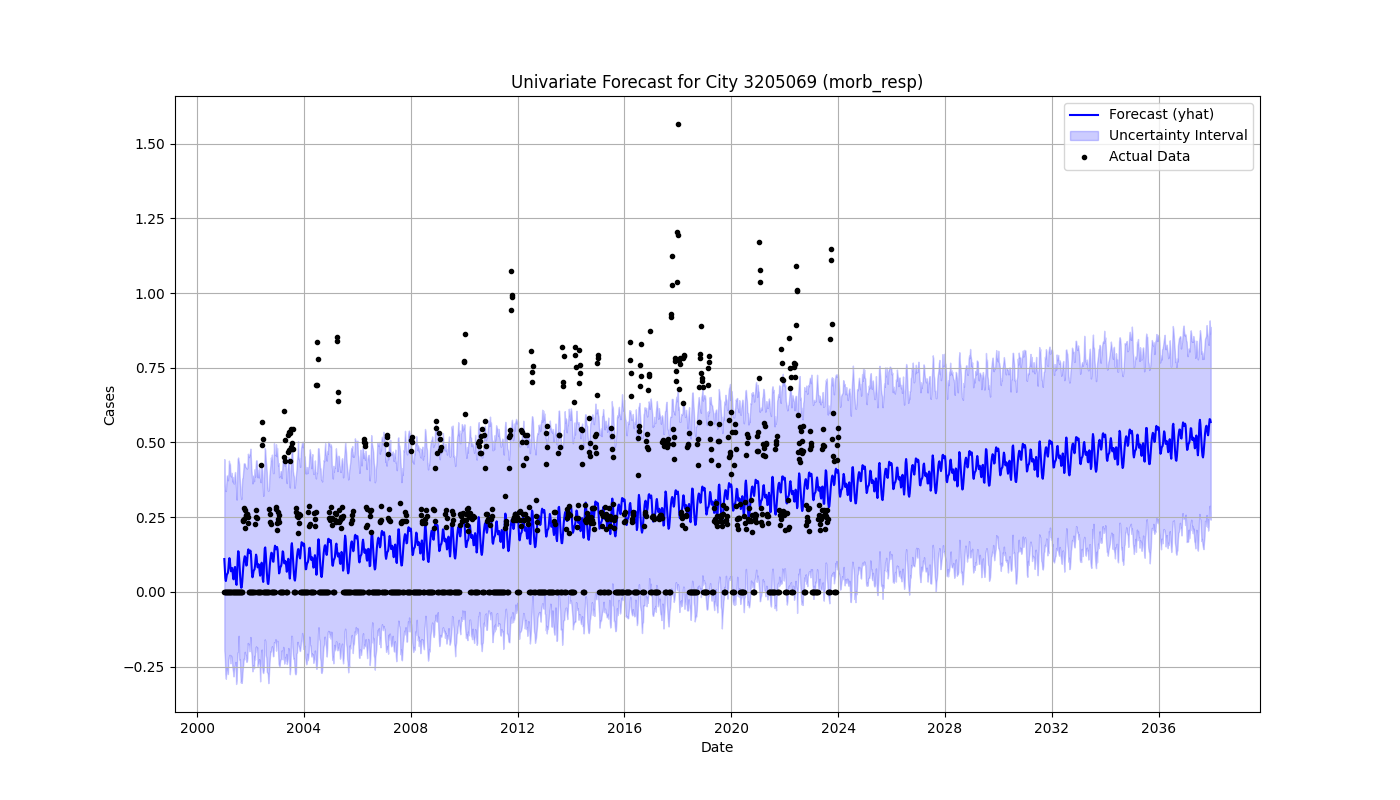 Univariate Forecast for City 3205069 (morb_resp)
Forecast (yhat)
Uncertainty Interval
Actual Data
Cases
1.50
1.25
1.00
0.75
0.50
0.25
0.00
−0.25
2000 2004 2008 2012 2016 2020 2024 2028 2032 2036
Date